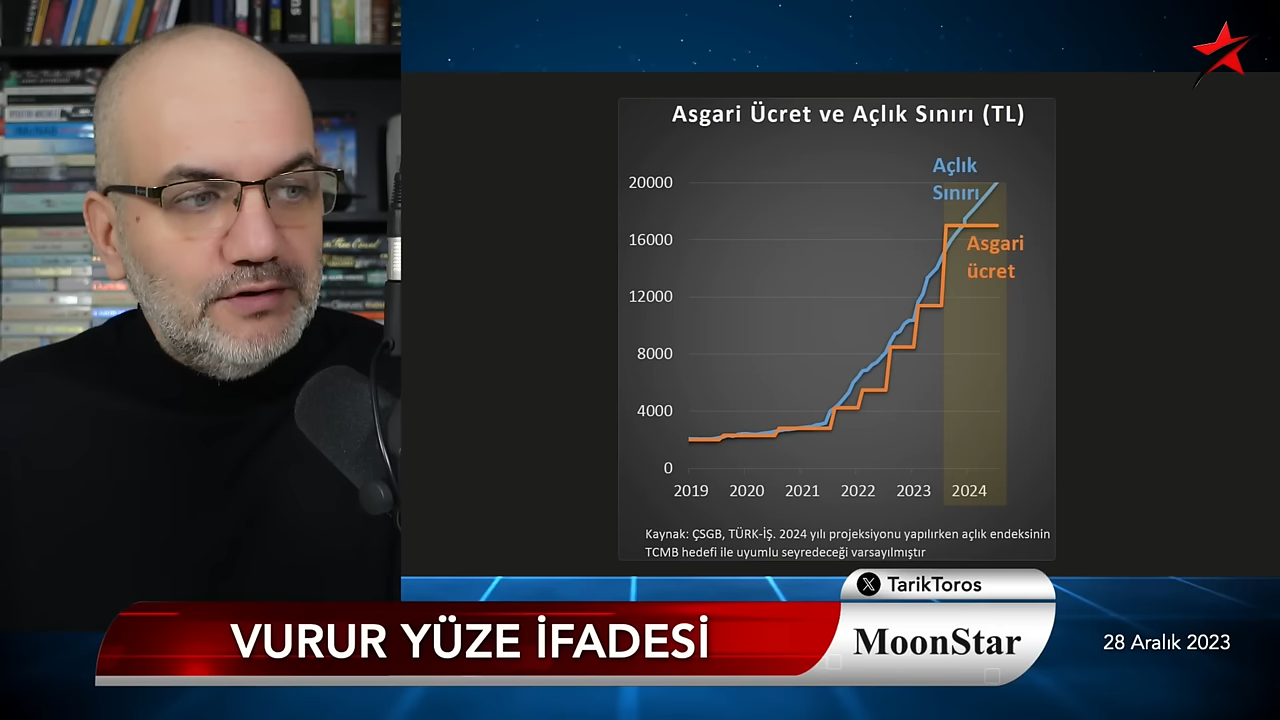 Asgari Ücret ve Açlık Sınırı (TL)
Açlık
Sınırı
20000
16000
Asgari
ücret
12000
8000
4000
0
2019 2020 2021 2022 2023 2024
Kaynak: ÇSGB, TÜRK-İŞ. 2024 yılı projeksiyonu yapılırken açlık endeksinin
TCMB hedefi ile uyumlu seyredeceği varsayılmıştır
TarikToros
VURUR YÜZE İFADESİ
MoonStar
28 Aralık 2023